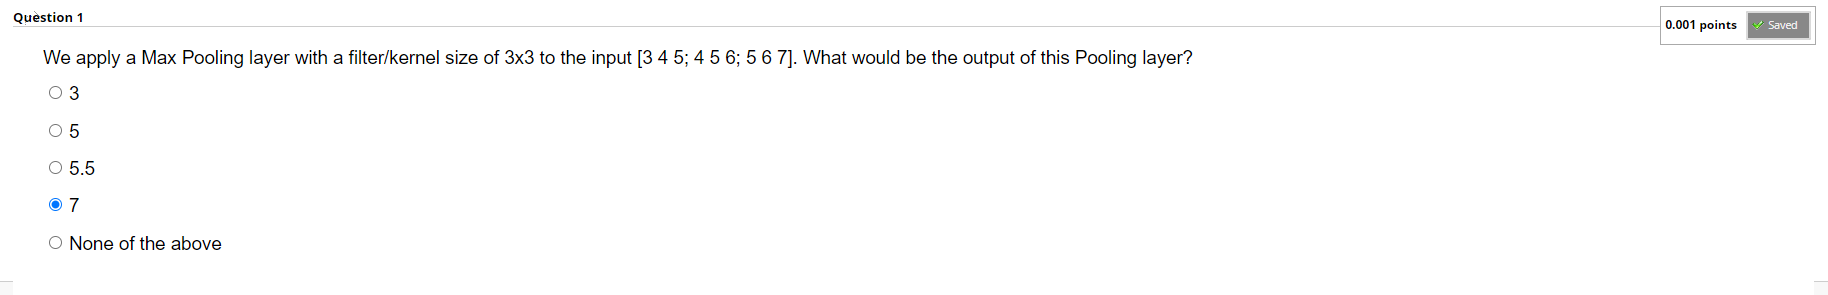 Question 1
0.001 points
Saved
We apply a Max Pooling layer with a filter/kernel size of 3x3 to the input [3 4 5; 4 5 6; 5 6 7]. What would be the output of this Pooling layer?
3
5
5.5
7
None of the above